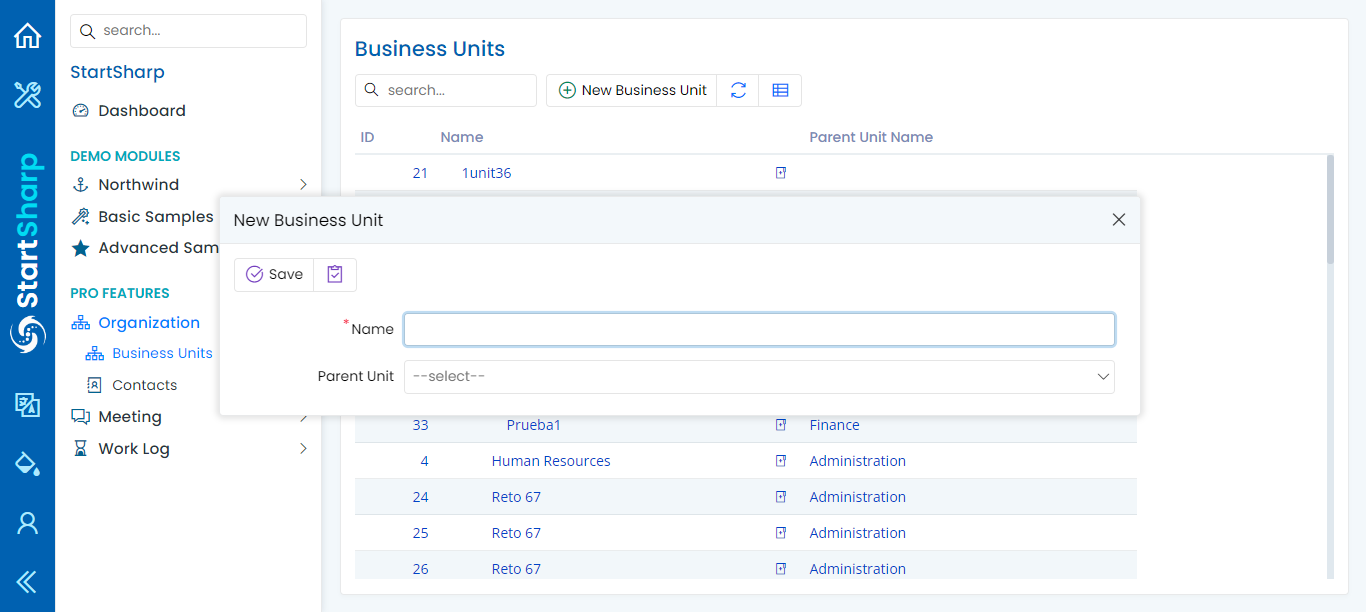 StartSharp
search...
StartSharp
Dashboard
DEMO MODULES
Northwind
Basic Samples
Advanced Sam
PRO FEATURES
Organization
Business Units
Contacts
Meeting
Work Log
Business Units
search...
New Business Unit
ID Name Parent Unit Name
21 1unit36
New Business Unit
Save
* Name
Parent Unit --select--
33 Prueba1 Finance
4 Human Resources Administration
24 Reto 67 Administration
25 Reto 67 Administration
26 Reto 67 Administration